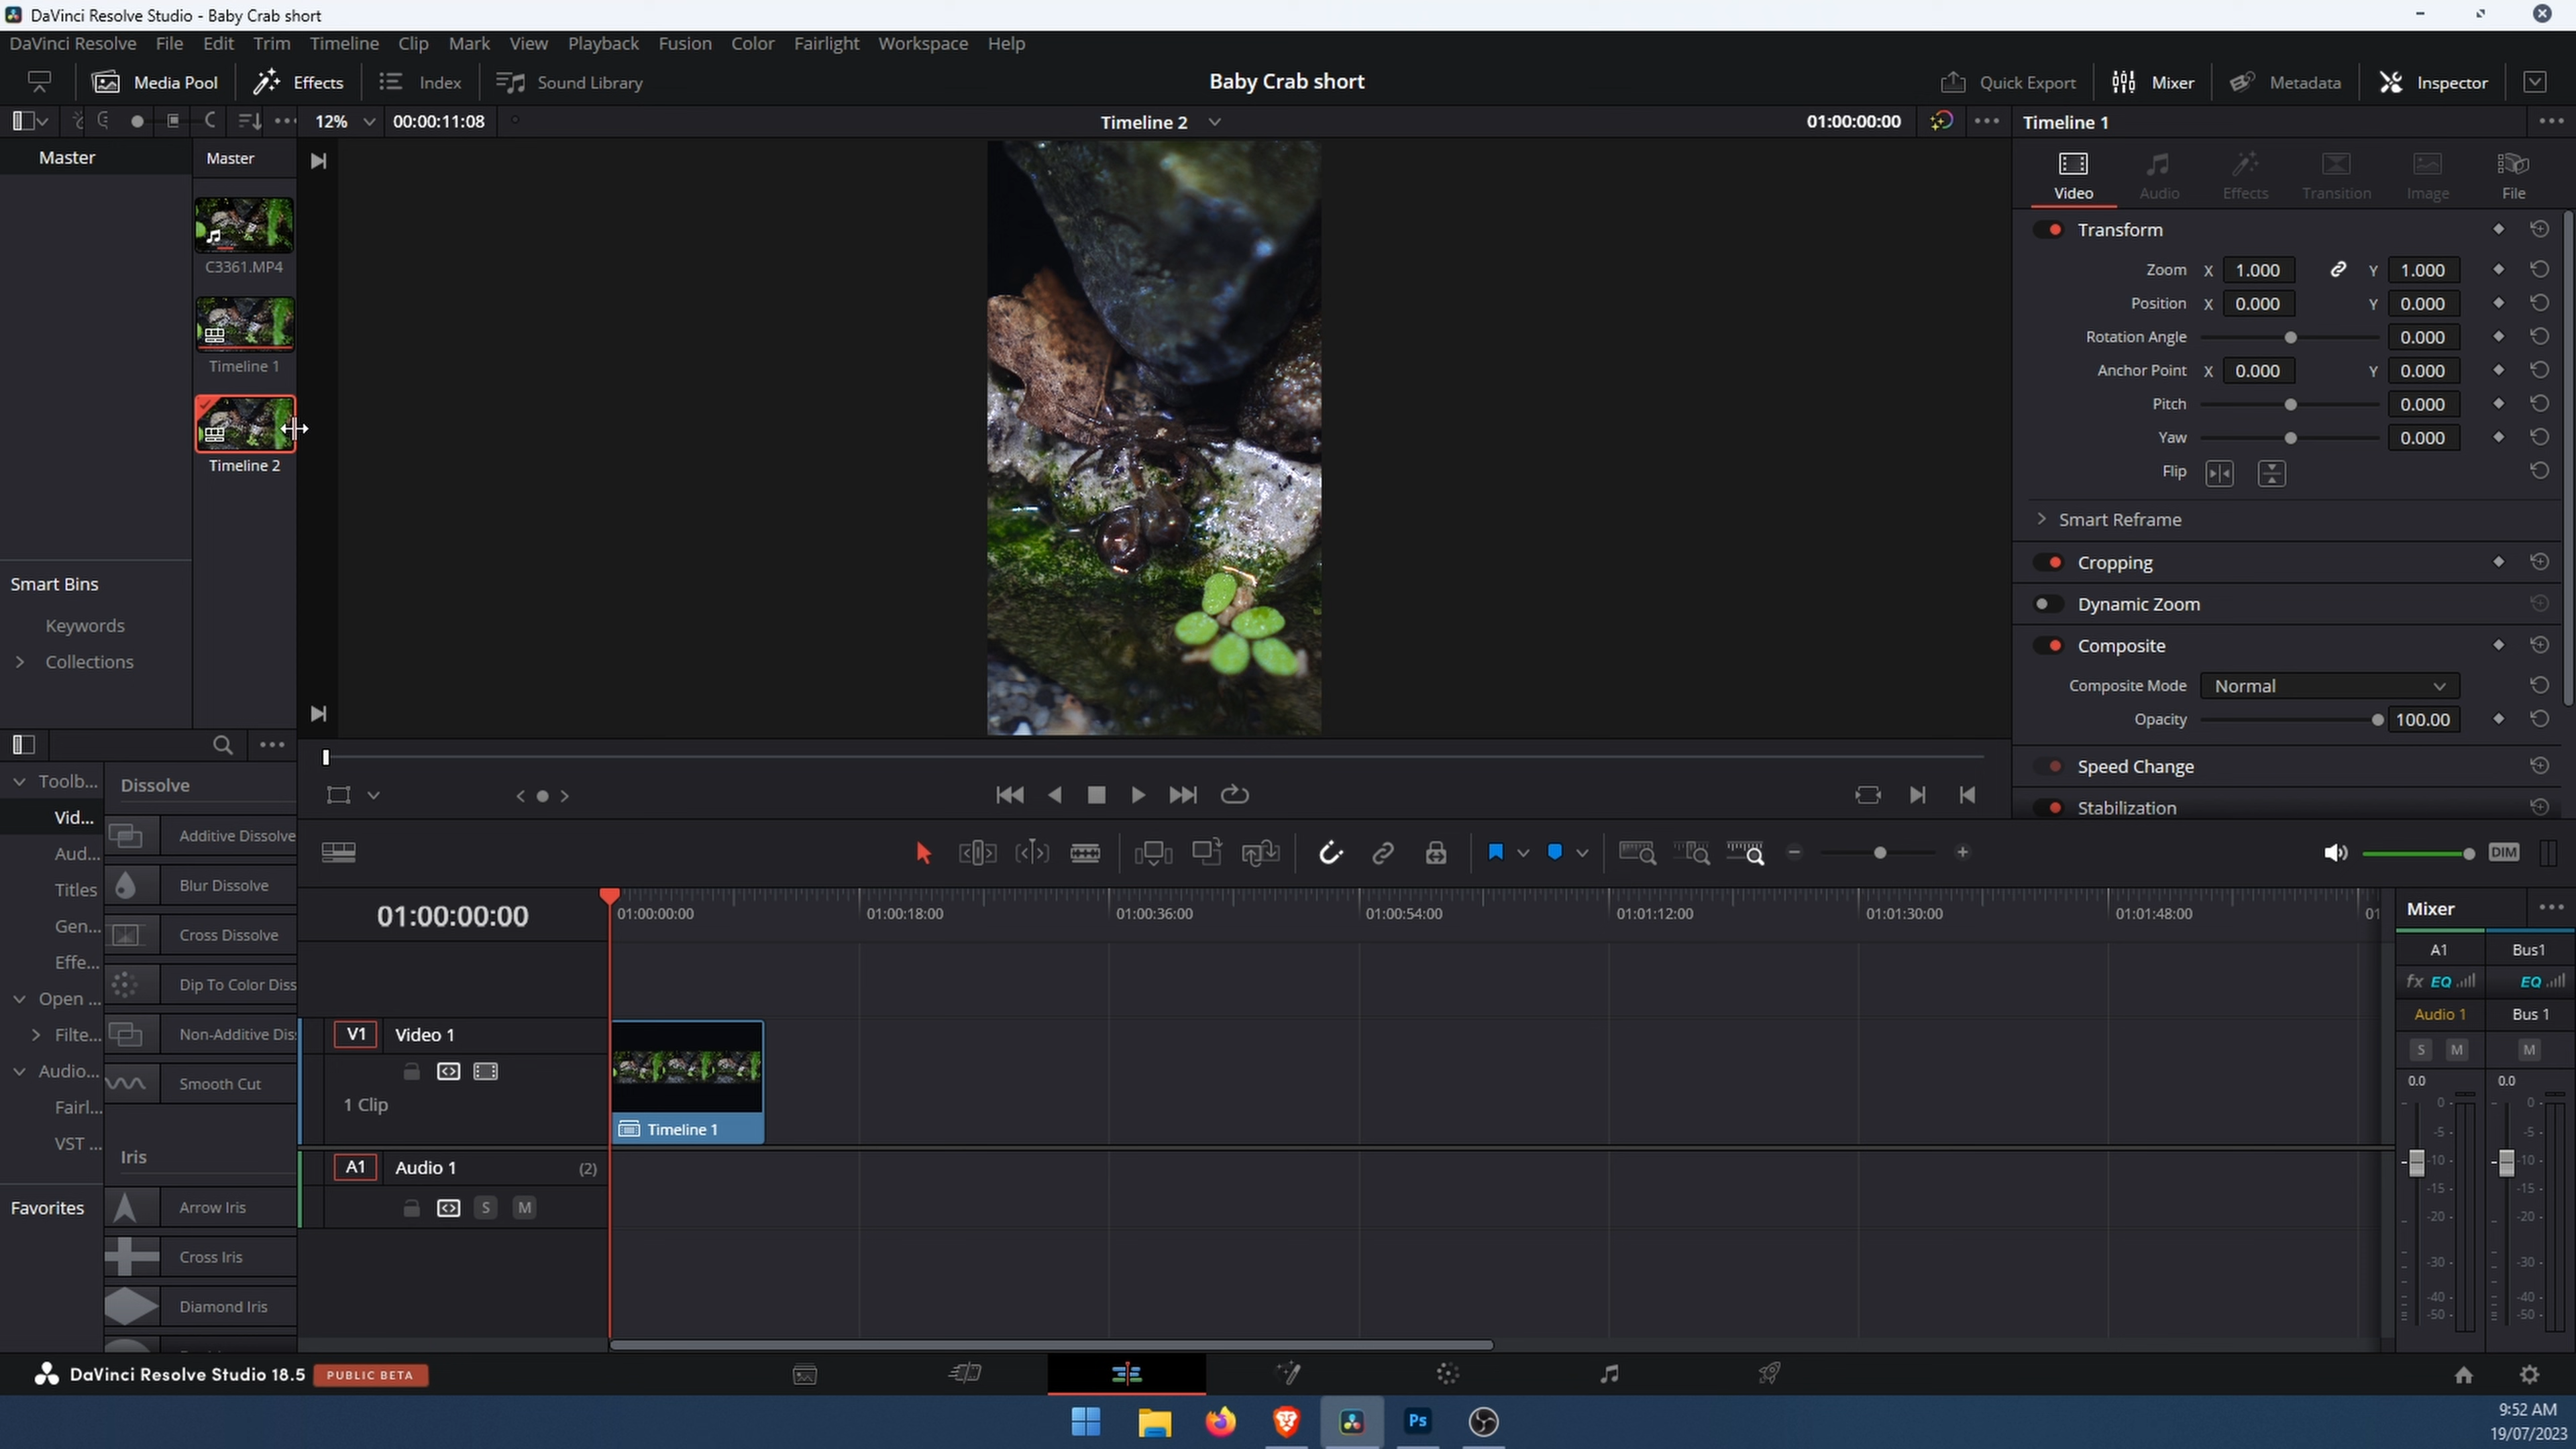 DaVinci Resolve Studio - Baby Crab short
DaVinci Resolve File Edit Trim Timeline Clip Mark View Playback Fusion Color Fairlight Workspace Help
Media Pool Effects Index Sound Library Baby Crab short Quick Export Mixer Metadata Inspector
12% 00:00:11:08 Timeline 2 01:00:00:00 Timeline 1
Master
Master
C3361.MP4
Timeline 1
Timeline 2
Smart Bins
Keywords
Collections
Video Audio Effects Transition Image File
Transform
Zoom X 1.000 Y 1.000
Position X 0.000 Y 0.000
Rotation Angle 0.000
Anchor Point X 0.000 Y 0.000
Pitch 0.000
Yaw 0.000
Flip
Smart Reframe
Cropping
Dynamic Zoom
Composite
Composite Mode Normal
Opacity 100.00
Speed Change
Stabilization
Toolb...
Vid...
Aud...
Titles
Gen...
Effe...
Open ...
Filte...
Audio...
Fairl...
VST ...
Favorites
Dissolve
Additive Dissolve
Blur Dissolve
Cross Dissolve
Dip To Color Diss
Non-Additive Dis
Smooth Cut
Iris
Arrow Iris
Cross Iris
Diamond Iris
DIM
01:00:00:00
01:00:00:00 01:00:18:00 01:00:36:00 01:00:54:00 01:01:12:00 01:01:30:00 01:01:48:00 01
V1 Video 1
1 Clip
Timeline 1
A1 Audio 1 (2)
S M
Mixer
A1 Bus1
fx EQ EQ
Audio 1 Bus 1
S M M
0.0 0.0
0- 0-
-5- -5-
-10- -10-
-15- -15-
-20- -20-
-30- -30-
-40- -40-
-50- -50-
DaVinci Resolve Studio 18.5 PUBLIC BETA
Ps
9:52 AM
19/07/2023